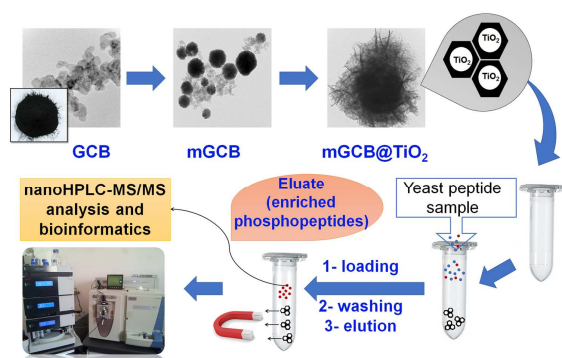 TiO2
TiO2
TiO2
GCB
mGCB
mGCB@TiO2
nanoHPLC-MS/MS
analysis and
bioinformatics
Eluate
(enriched
phosphopeptides)
Yeast peptide
sample
1- loading
2- washing
3- elution